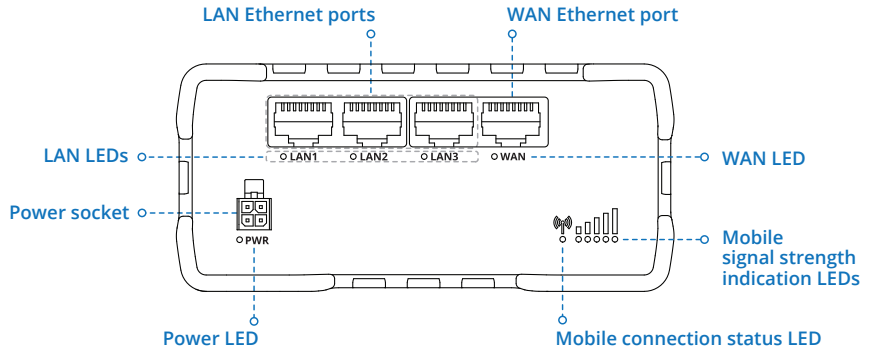 LAN Ethernet ports
WAN Ethernet port
LAN LEDs
LAN1
LAN2
LAN3
WAN
WAN LED
Power socket
PWR
Mobile
signal strength
indication LEDs
Power LED
Mobile connection status LED